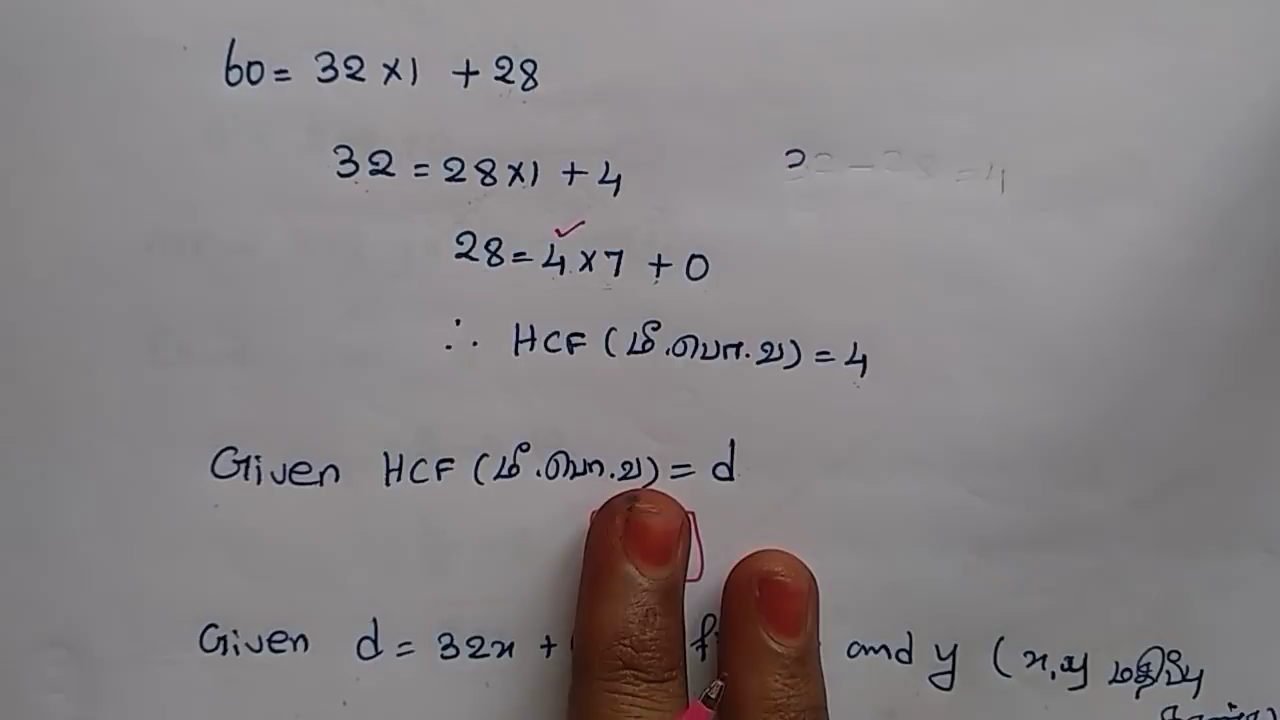 60 = 32 × 1 + 28
32 = 28 × 1 + 4
28 = 4 × 7 + 0
∴ HCF (மீ.பொ.வ) = 4
Given HCF (மீ.பொ.வ) = d
Given d = 32x + and y (x,y மதிப்பு